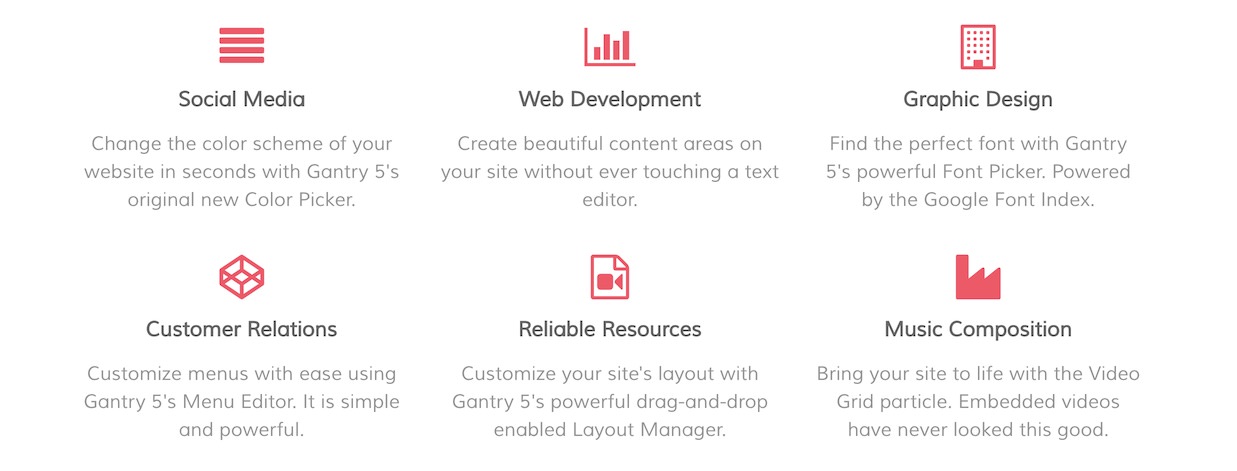 Social Media
Change the color scheme of your
website in seconds with Gantry 5's
original new Color Picker.
Web Development
Create beautiful content areas on
your site without ever touching a text
editor.
Graphic Design
Find the perfect font with Gantry
5's powerful Font Picker. Powered
by the Google Font Index.
Customer Relations
Customize menus with ease using
Gantry 5's Menu Editor. It is simple
and powerful.
Reliable Resources
Customize your site's layout with
Gantry 5's powerful drag-and-drop
enabled Layout Manager.
Music Composition
Bring your site to life with the Video
Grid particle. Embedded videos
have never looked this good.